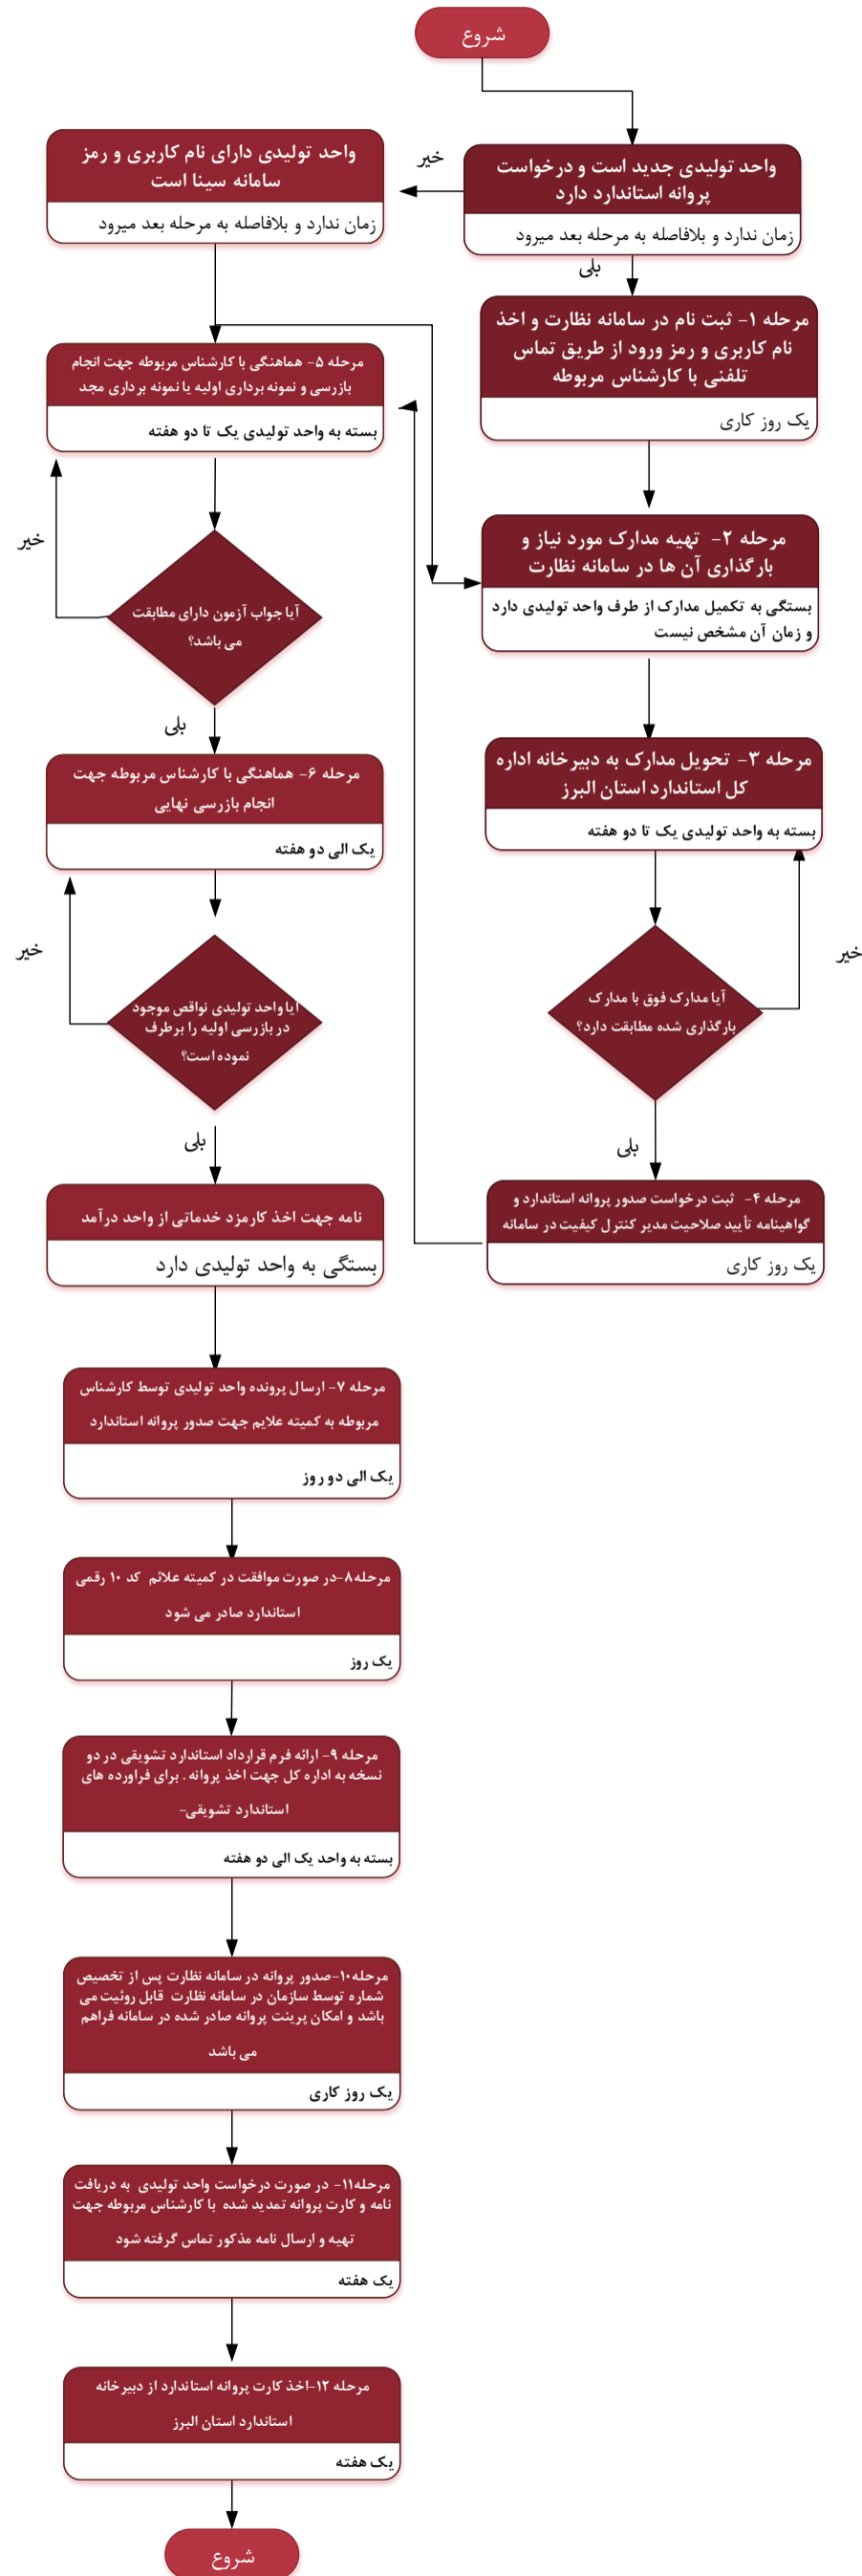 شروع
واحد تولیدی جدید است و درخواست
پروانه استاندارد دارد
زمان ندارد و بلافاصله به مرحله بعد میرود
خیر
واحد تولیدی دارای نام کاربری و رمز
سامانه سینا است
زمان ندارد و بلافاصله به مرحله بعد میرود
بلی
مرحله ۱- ثبت نام در سامانه نظارت و اخذ
نام کاربری و رمز ورود از طریق تماس
تلفنی با کارشناس مربوطه
یک روز کاری
مرحله ۲- تهیه مدارک مورد نیاز و
بارگذاری آن ها در سامانه نظارت
بستگی به تکمیل مدارک از طرف واحد تولیدی دارد
و زمان آن مشخص نیست
مرحله ۳- تحویل مدارک به دبیرخانه اداره
کل استاندارد استان البرز
بسته به واحد تولیدی یک تا دو هفته
آیا مدارک فوق با مدارک
بارگذاری شده مطابقت دارد؟
خیر
بلی
مرحله ۴- ثبت درخواست صدور پروانه استاندارد و
گواهینامه تأیید صلاحیت مدیر کنترل کیفیت در سامانه
یک روز کاری
مرحله ۵- هماهنگی با کارشناس مربوطه جهت انجام
بازرسی و نمونه برداری اولیه یا نمونه برداری مجد
بسته به واحد تولیدی یک تا دو هفته
خیر
آیا جواب آزمون دارای مطابقت
می باشد؟
بلی
مرحله ۶- هماهنگی با کارشناس مربوطه جهت
انجام بازرسی نهایی
یک الی دو هفته
خیر
آیا واحد تولیدی نواقص موجود
در بازرسی اولیه را برطرف
نموده است؟
بلی
نامه جهت اخذ کارمزد خدماتی از واحد درآمد
بستگی به واحد تولیدی دارد
مرحله ۷- ارسال پرونده واحد تولیدی توسط کارشناس
مربوطه به کمیته علایم جهت صدور پروانه استاندارد
یک الی دو روز
مرحله۸-در صورت موافقت در کمیته علائم کد ۱۰ رقمی
استاندارد صادر می شود
یک روز
مرحله ۹- ارائه فرم قرارداد استاندارد تشویقی در دو
نسخه به اداره کل جهت اخذ پروانه . برای فراورده های
استاندارد تشویقی-
بسته به واحد یک الی دو هفته
مرحله۱۰-صدور پروانه در سامانه نظارت پس از تخصیص
شماره توسط سازمان در سامانه نظارت قابل روئیت می
باشد و امکان پرینت پروانه صادر شده در سامانه فراهم
می باشد
یک روز کاری
مرحله۱۱- در صورت درخواست واحد تولیدی به دریافت
نامه و کارت پروانه تمدید شده با کارشناس مربوطه جهت
تهیه و ارسال نامه مذکور تماس گرفته شود
یک هفته
مرحله ۱۲-اخذ کارت پروانه استاندارد از دبیرخانه
استاندارد استان البرز
یک هفته
شروع